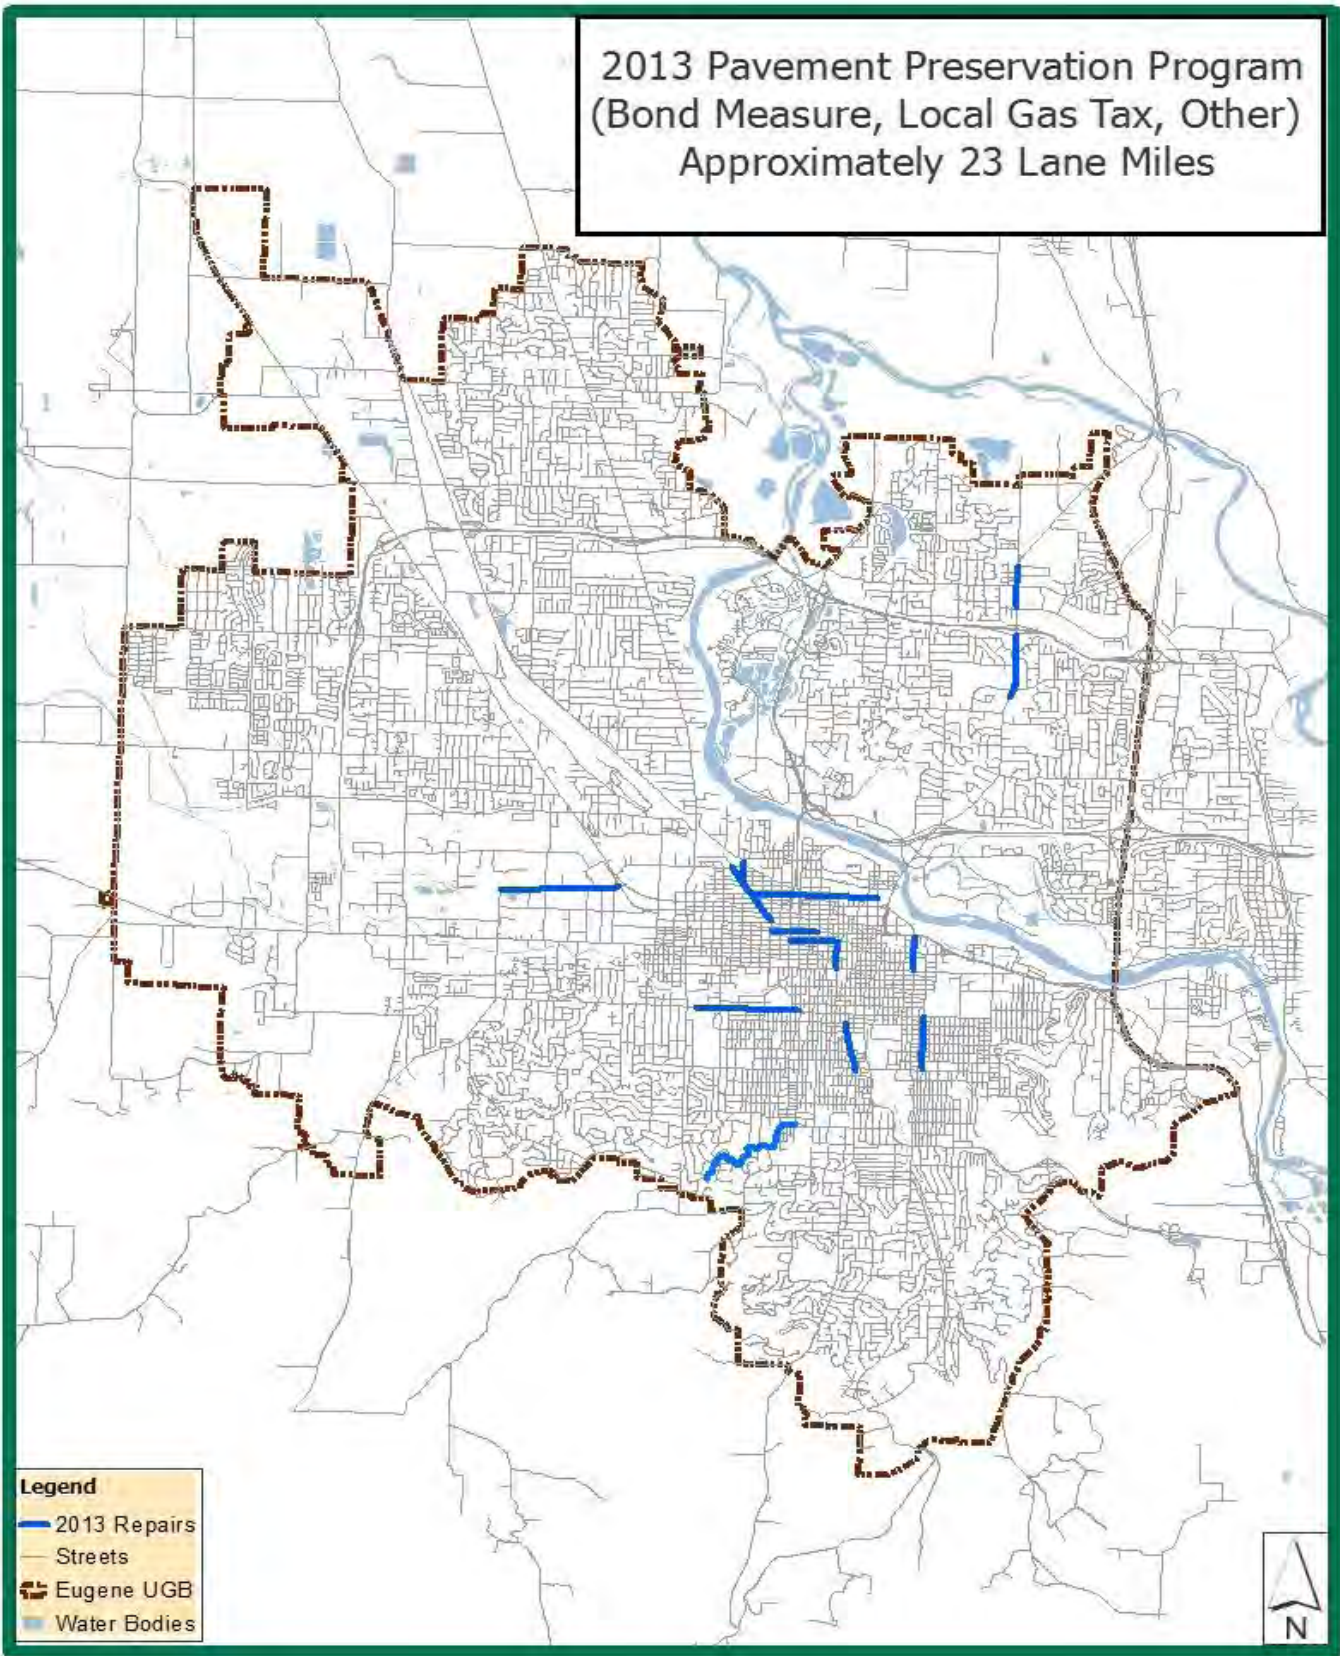 2013 Pavement Preservation Program
(Bond Measure, Local Gas Tax, Other)
Approximately 23 Lane Miles
Legend
2013 Repairs
Streets
Eugene UGB
Water Bodies
N